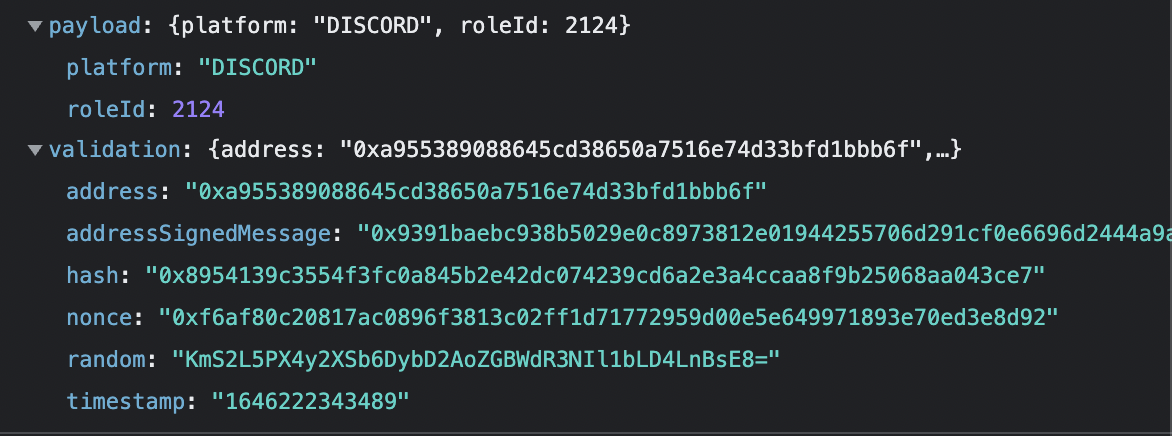 payload: {platform: "DISCORD", roleId: 2124}
platform: "DISCORD"
roleId: 2124
validation: {address: "0xa955389088645cd38650a7516e74d33bfd1bbb6f",…}
address: "0xa955389088645cd38650a7516e74d33bfd1bbb6f"
addressSignedMessage: "0x9391baebc938b5029e0c8973812e01944255706d291cf0e6696d2444a9a
hash: "0x8954139c3554f3fc0a845b2e42dc074239cd6a2e3a4ccaa8f9b25068aa043ce7"
nonce: "0xf6af80c20817ac0896f3813c02ff1d71772959d00e5e649971893e70ed3e8d92"
random: "KmS2L5PX4y2XSb6DybD2AoZGBWdR3NIl1bLD4LnBsE8="
timestamp: "1646222343489"